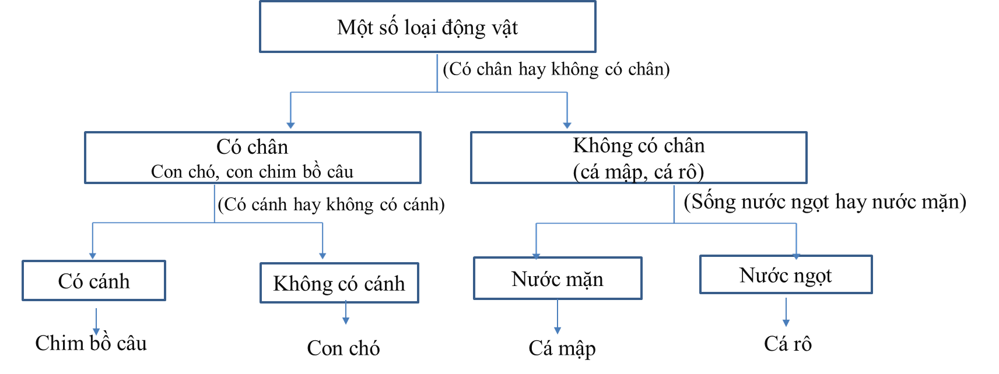 Một số loại động vật
(Có chân hay không có chân)
Có chân
Con chó, con chim bồ câu
Không có chân
(cá mập, cá rô)
(Có cánh hay không có cánh)
(Sống nước ngọt hay nước mặn)
Có cánh
Không có cánh
Nước mặn
Nước ngọt
Chim bồ câu
Con chó
Cá mập
Cá rô